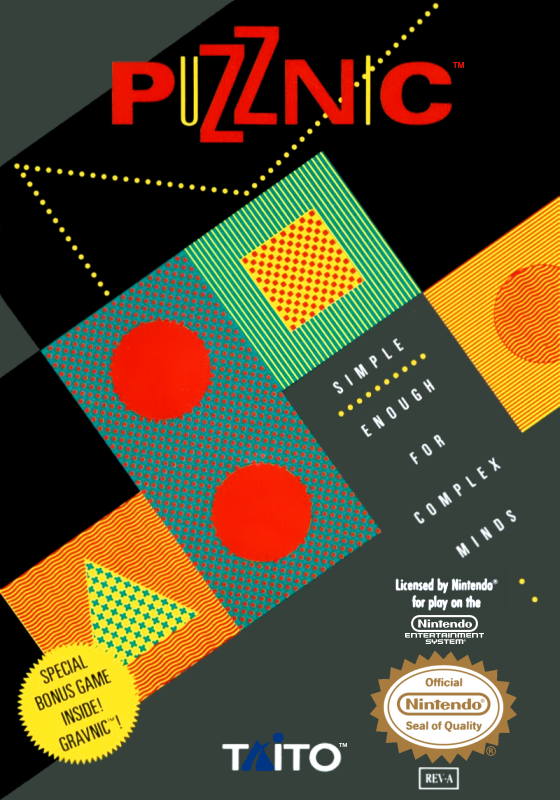 PUZZNIC™
SIMPLE
ENOUGH
FOR
COMPLEX
MINDS
Licensed by Nintendo®
for play on the
Nintendo®
ENTERTAINMENT
SYSTEM®
SPECIAL
BONUS GAME
INSIDE!
GRAVNIC™!
Official
Nintendo®
Seal of Quality
®
TAITO™
REV-A